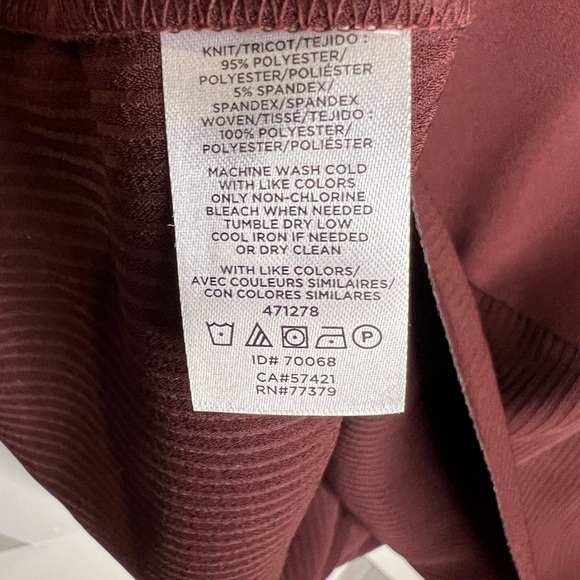 KNIT/TRICOT/TEJIDO :
95% POLYESTER/
POLYESTER/POLIÉSTER
5% SPANDEX/
SPANDEX/SPANDEX
WOVEN/TISSÉ/TEJIDO :
100% POLYESTER/
POLYESTER/POLIÉSTER
MACHINE WASH COLD
WITH LIKE COLORS
ONLY NON-CHLORINE
BLEACH WHEN NEEDED
TUMBLE DRY LOW
COOL IRON IF NEEDED
OR DRY CLEAN
WITH LIKE COLORS/
AVEC COULEURS SIMILAIRES/
CON COLORES SIMILARES
471278
P
ID# 70068
CA#57421
RN#77379